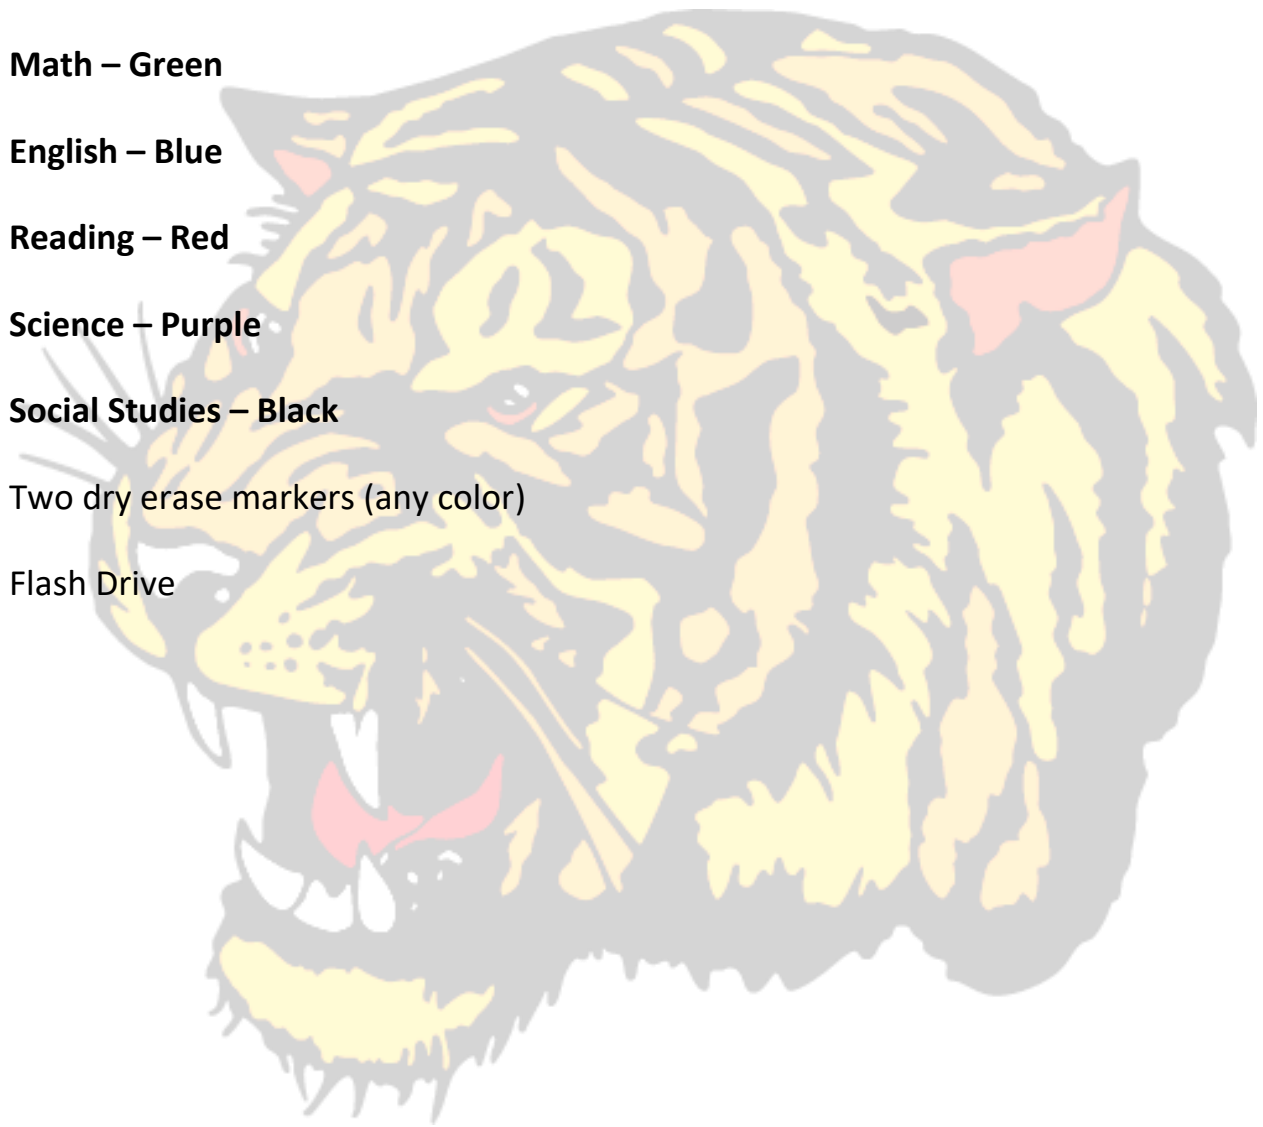 Math – Green
English – Blue
Reading – Red
Science – Purple
Social Studies – Black
Two dry erase markers (any color)
Flash Drive